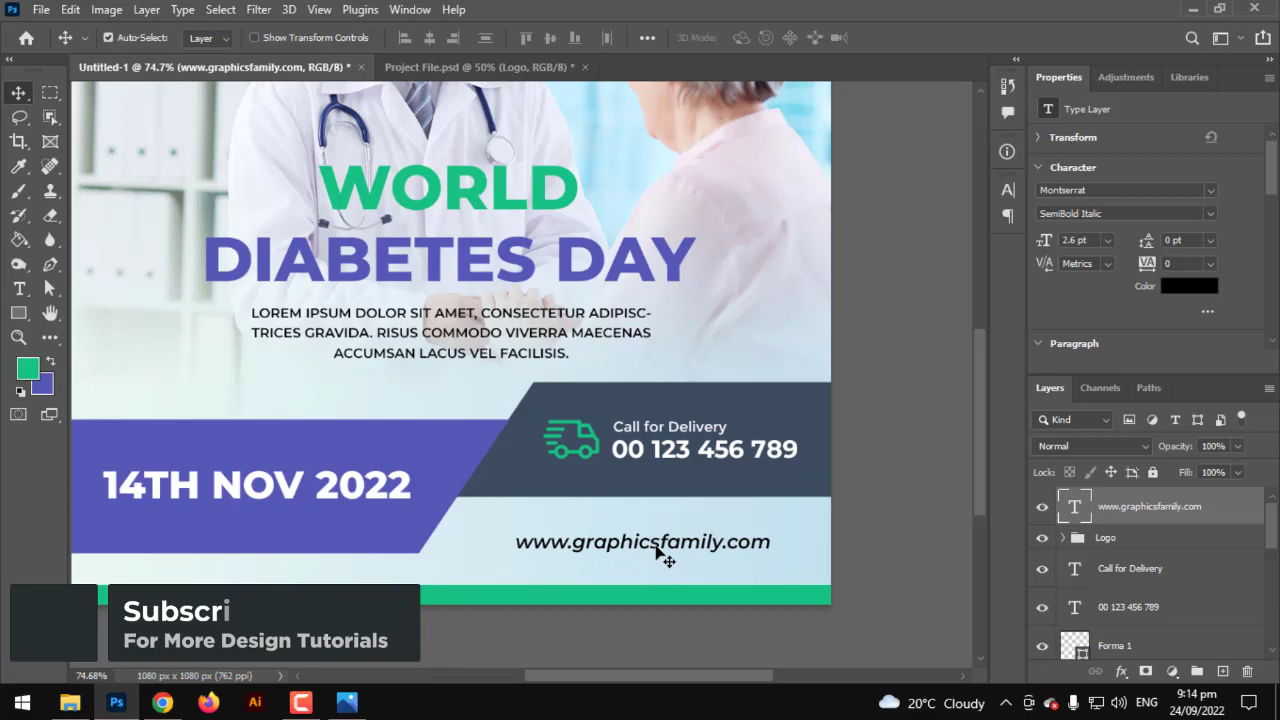 Ps File Edit Image Layer Type Select Filter 3D View Plugins Window Help
Auto-Select: Layer Show Transform Controls 3D Mode:
Untitled-1 @ 74.7% (www.graphicsfamily.com, RGB/8) * × Project File.psd @ 50% (Logo, RGB/8) * ×
Properties Adjustments Libraries
T Type Layer
Transform
Character
Montserrat
SemiBold Italic
2.6 pt 0 pt
Metrics 0
Color
Paragraph
Layers Channels Paths
Kind
Normal Opacity: 100%
Lock: Fill: 100%
T www.graphicsfamily.com
Logo
T Call for Delivery
T 00 123 456 789
Forma 1
WORLD
DIABETES DAY
LOREM IPSUM DOLOR SIT AMET, CONSECTETUR ADIPISC-
TRICES GRAVIDA. RISUS COMMODO VIVERRA MAECENAS
ACCUMSAN LACUS VEL FACILISIS.
Call for Delivery
00 123 456 789
14TH NOV 2022
www.graphicsfamily.com
Subscri
For More Design Tutorials
74.68% 1080 px x 1080 px (762 ppi)
Ps Ai 20°C Cloudy ENG 9:14 pm
24/09/2022